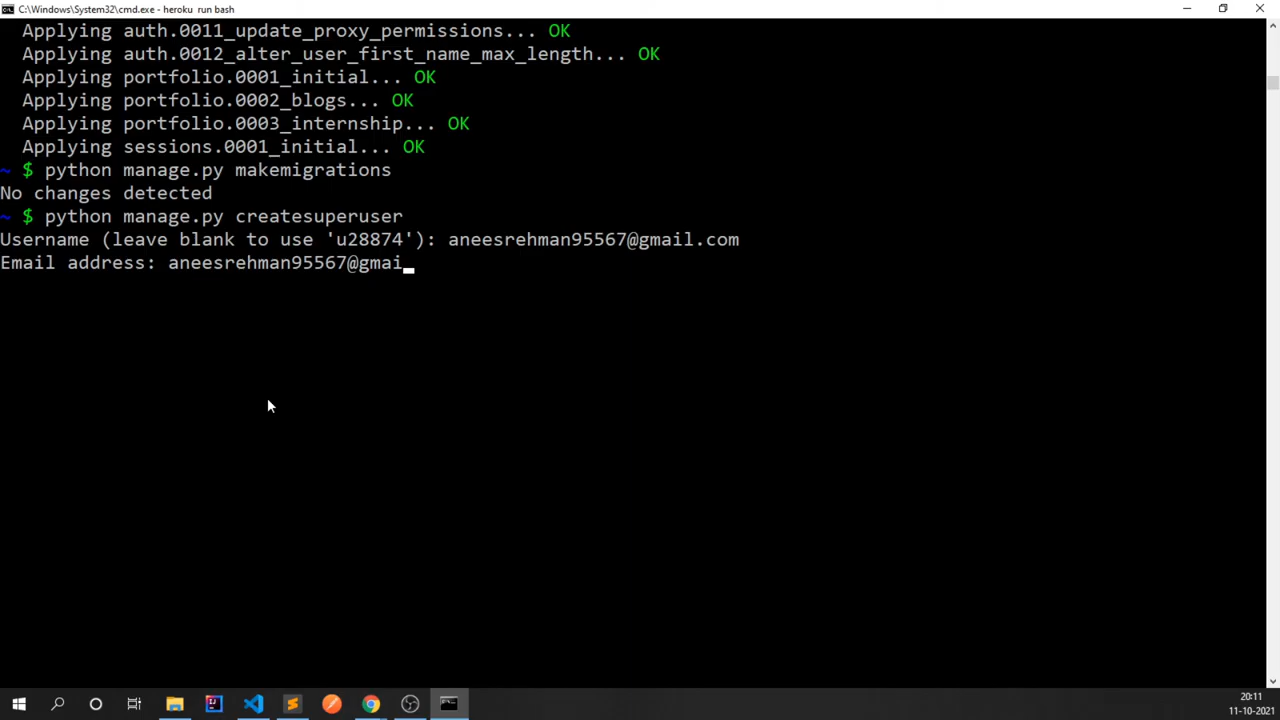 C:\Windows\System32\cmd.exe - heroku run bash
Applying auth.0011_update_proxy_permissions... OK
Applying auth.0012_alter_user_first_name_max_length... OK
Applying portfolio.0001_initial... OK
Applying portfolio.0002_blogs... OK
Applying portfolio.0003_internship... OK
Applying sessions.0001_initial... OK
~ $ python manage.py makemigrations
No changes detected
~ $ python manage.py createsuperuser
Username (leave blank to use 'u28874'): aneesrehman95567@gmail.com
Email address: aneesrehman95567@gmai
20:11
11-10-2021